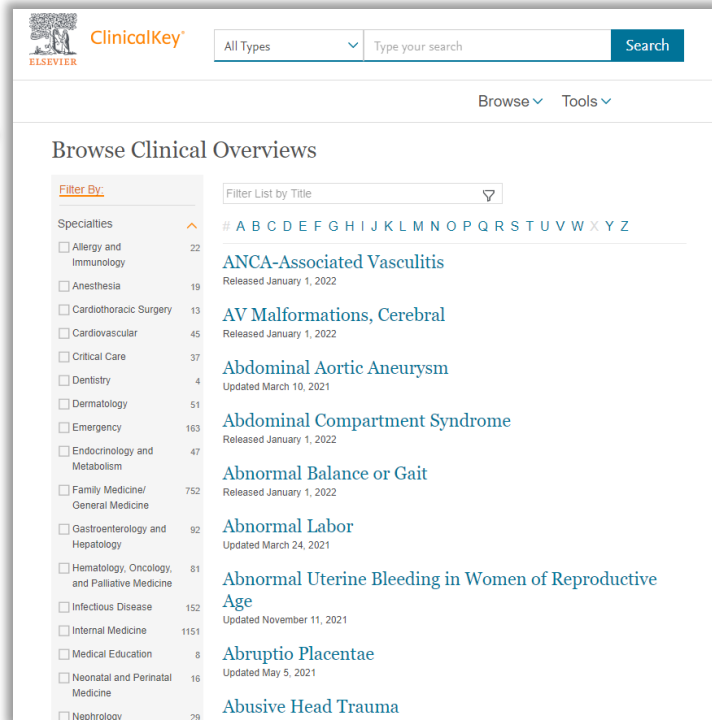 ELSEVIER
ClinicalKey®
All Types
Type your search
Search
Browse
Tools
Browse Clinical Overviews
Filter By:
Specialties
Allergy and
Immunology
22
Anesthesia 19
Cardiothoracic Surgery 13
Cardiovascular 45
Critical Care 37
Dentistry 4
Dermatology 51
Emergency 163
Endocrinology and
Metabolism
47
Family Medicine/
General Medicine
752
Gastroenterology and
Hepatology
92
Hematology, Oncology,
and Palliative Medicine
81
Infectious Disease 152
Internal Medicine 1151
Medical Education 8
Neonatal and Perinatal
Medicine
16
Nephrology 29
Filter List by Title
# A B C D E F G H I J K L M N O P Q R S T U V W X Y Z
ANCA-Associated Vasculitis
Released January 1, 2022
AV Malformations, Cerebral
Released January 1, 2022
Abdominal Aortic Aneurysm
Updated March 10, 2021
Abdominal Compartment Syndrome
Released January 1, 2022
Abnormal Balance or Gait
Released January 1, 2022
Abnormal Labor
Updated March 24, 2021
Abnormal Uterine Bleeding in Women of Reproductive
Age
Updated November 11, 2021
Abruptio Placentae
Updated May 5, 2021
Abusive Head Trauma